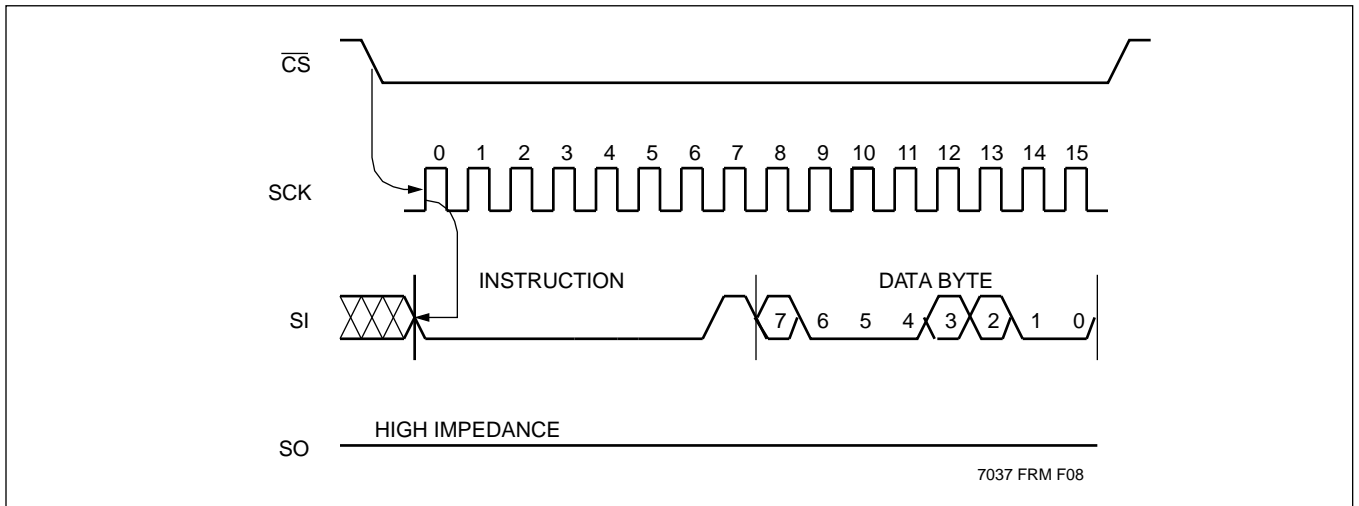 CS
0 1 2 3 4 5 6 7 8 9 10 11 12 13 14 15
SCK
INSTRUCTION DATA BYTE
SI 7 6 5 4 3 2 1 0
HIGH IMPEDANCE
SO
7037 FRM F08